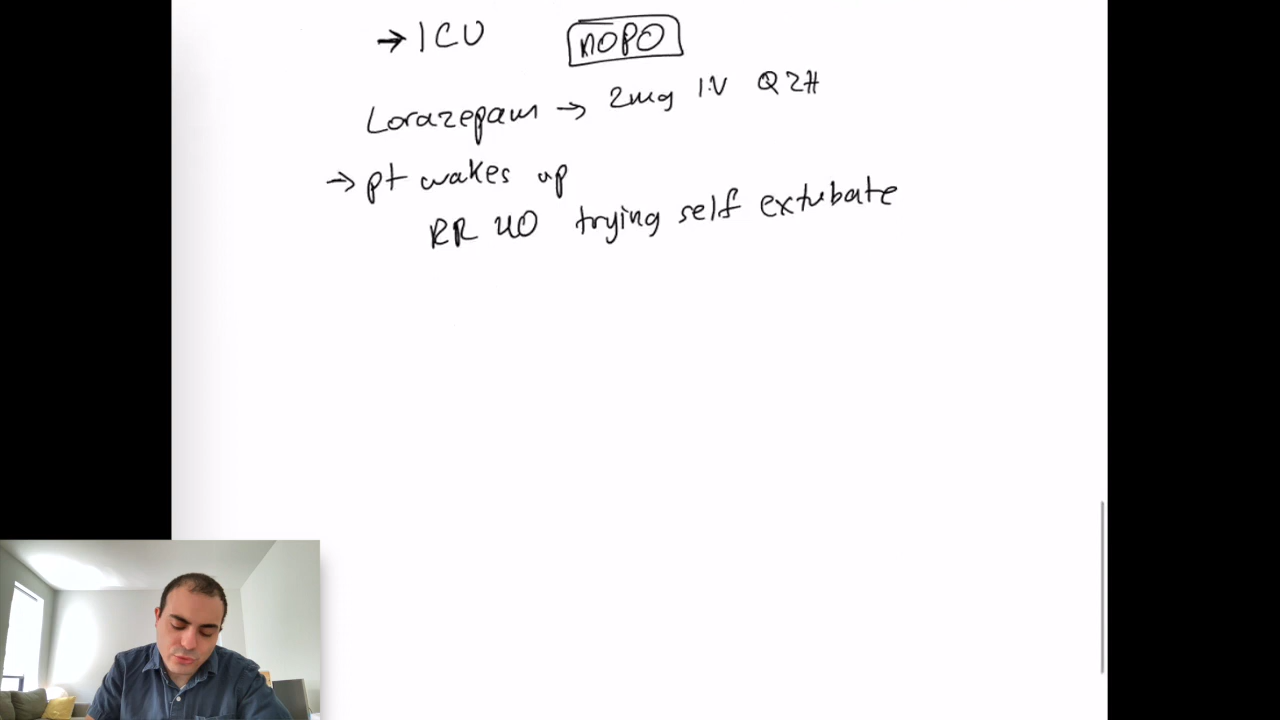 → ICU nOPO
Lorazepam → 2mg I.V Q2H
→ pt wakes up
RR 40 trying self extubate